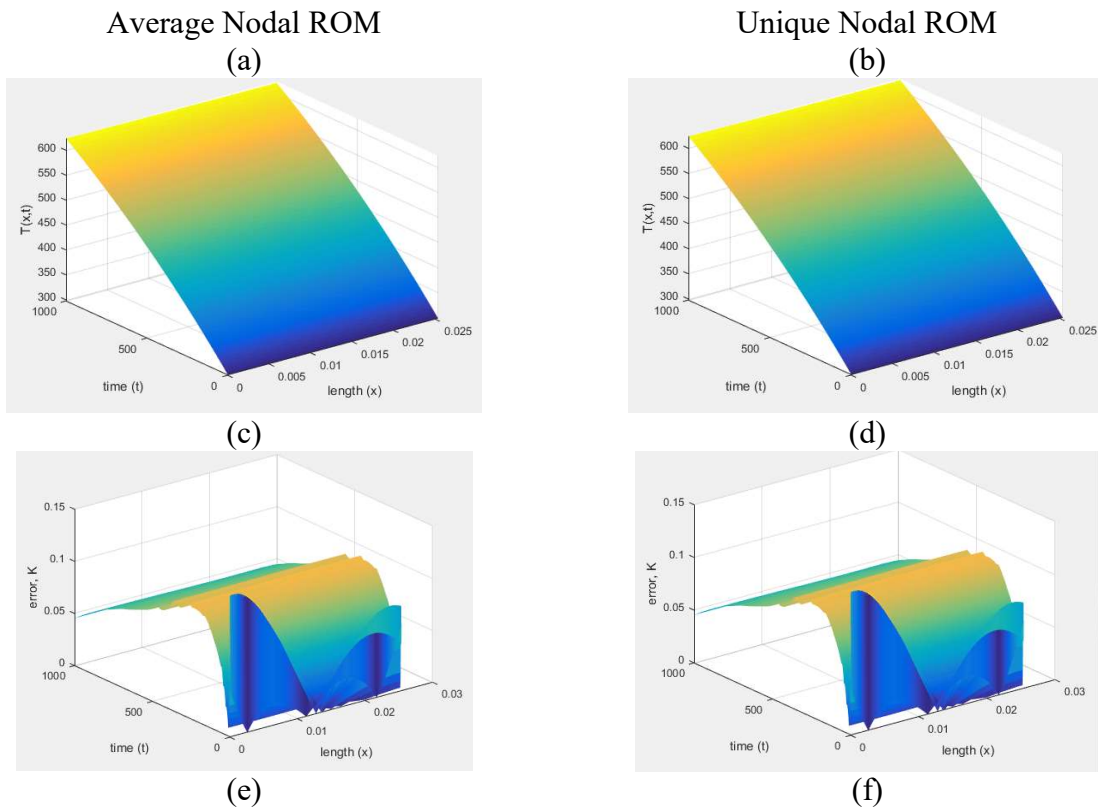 Average Nodal ROM
Unique Nodal ROM
(a)
(b)
600
550
500
450
400
350
300
T(x,t)
1000
500
0
time (t)
0
0.005
0.01
0.015
0.02
0.025
length (x)
600
550
500
450
400
350
300
T(x,t)
1000
500
0
time (t)
0
0.005
0.01
0.015
0.02
0.025
length (x)
(c)
(d)
0.15
0.1
0.05
0
error, K
1000
500
0
time (t)
0
0.01
0.02
0.03
length (x)
0.15
0.1
0.05
0
error, K
1000
500
0
time (t)
0
0.01
0.02
0.03
length (x)
(e)
(f)